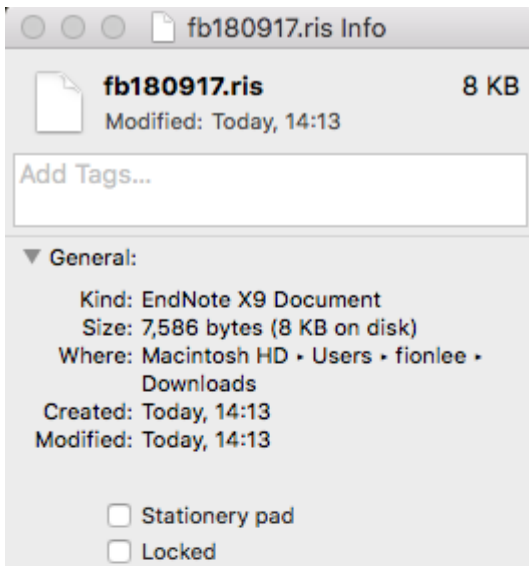 fb180917.ris Info
fb180917.ris 8 KB
Modified: Today, 14:13
Add Tags...
▼ General:
Kind: EndNote X9 Document
Size: 7,586 bytes (8 KB on disk)
Where: Macintosh HD ▸ Users ▸ fionlee ▸
Downloads
Created: Today, 14:13
Modified: Today, 14:13
Stationery pad
Locked